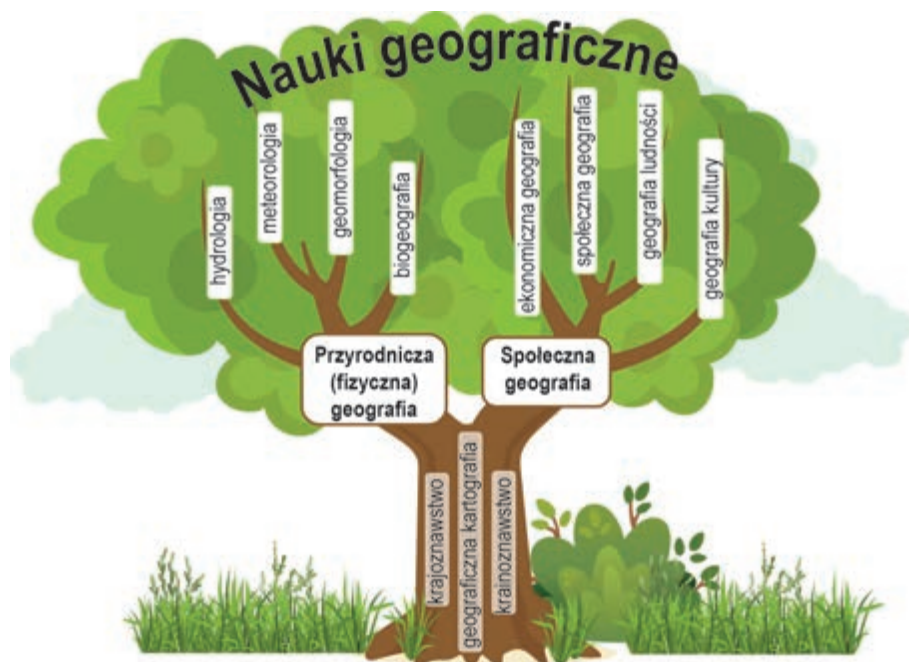 Nauki geograficzne
hydrologia
meteorologia
geomorfologia
biogeografia
ekonomiczna geografia
społeczna geografia
geografia ludności
geografia kultury
Przyrodnicza
(fizyczna)
geografia
Społeczna
geografia
krajoznawstwo
geograficzna kartografia
krainoznawstwo